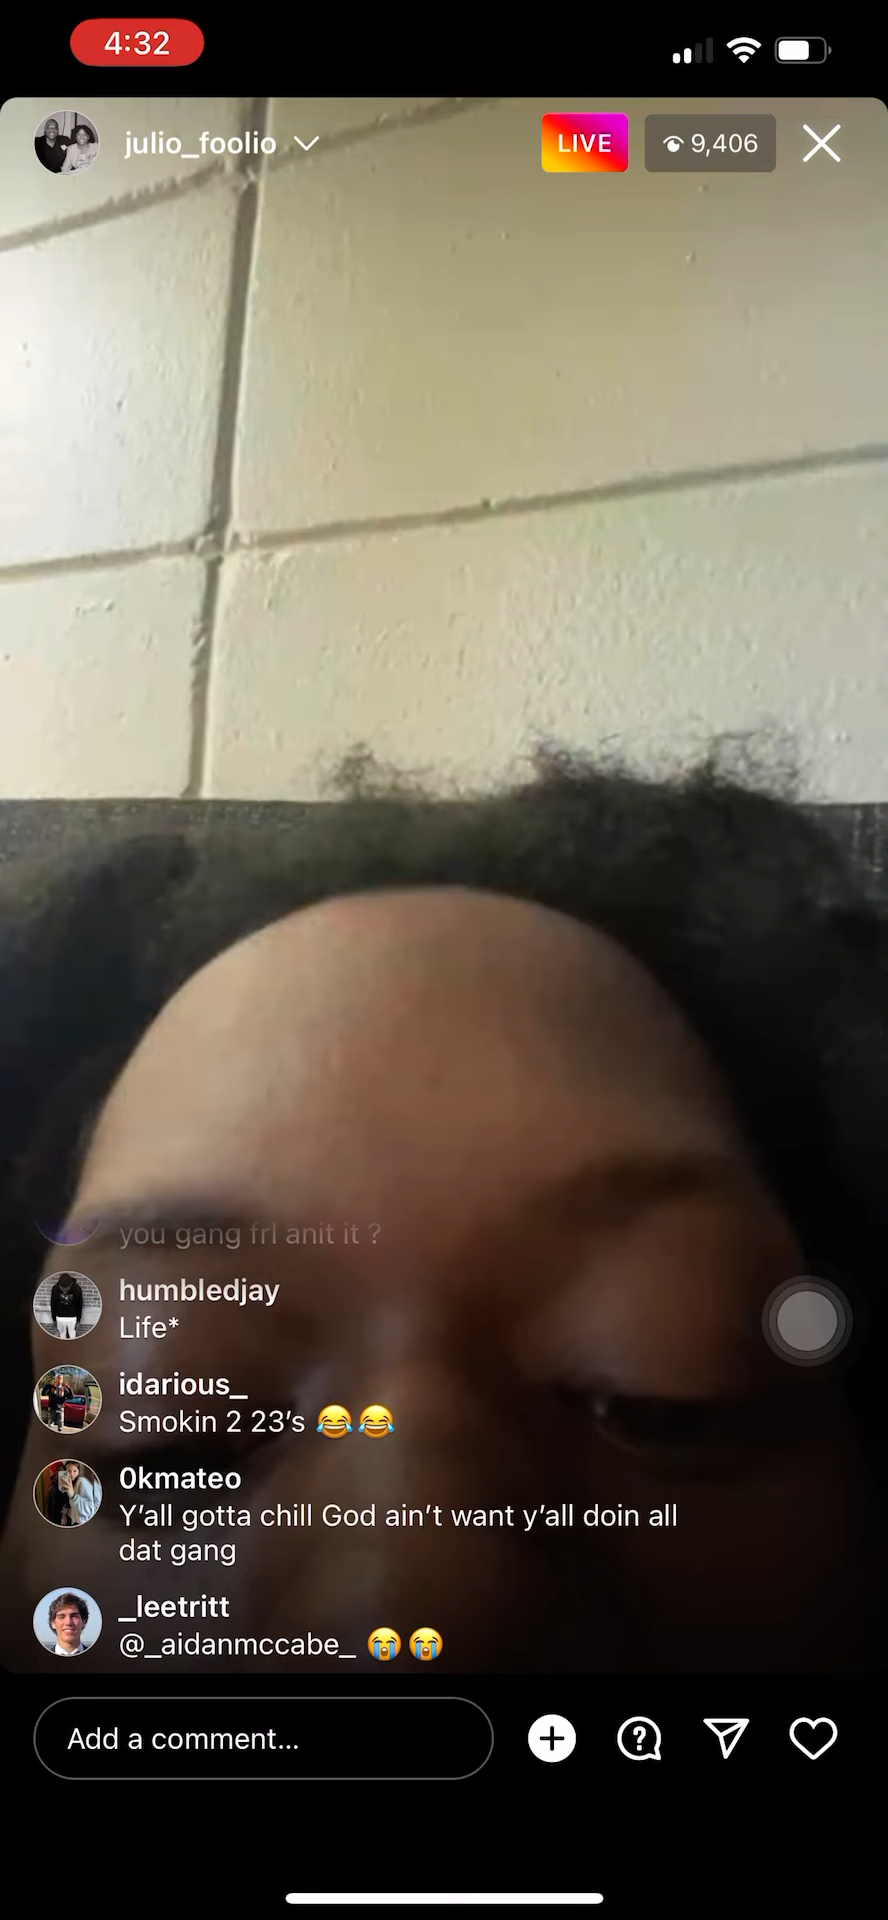 4:32
julio_foolio
LIVE
9,406
you gang frl anit it ?
humbledjay
Life*
idarious_
Smokin 2 23’s 😂😂
0kmateo
Y’all gotta chill God ain’t want y’all doin all
dat gang
_leetritt
@_aidanmccabe_ 😭😭
Add a comment...